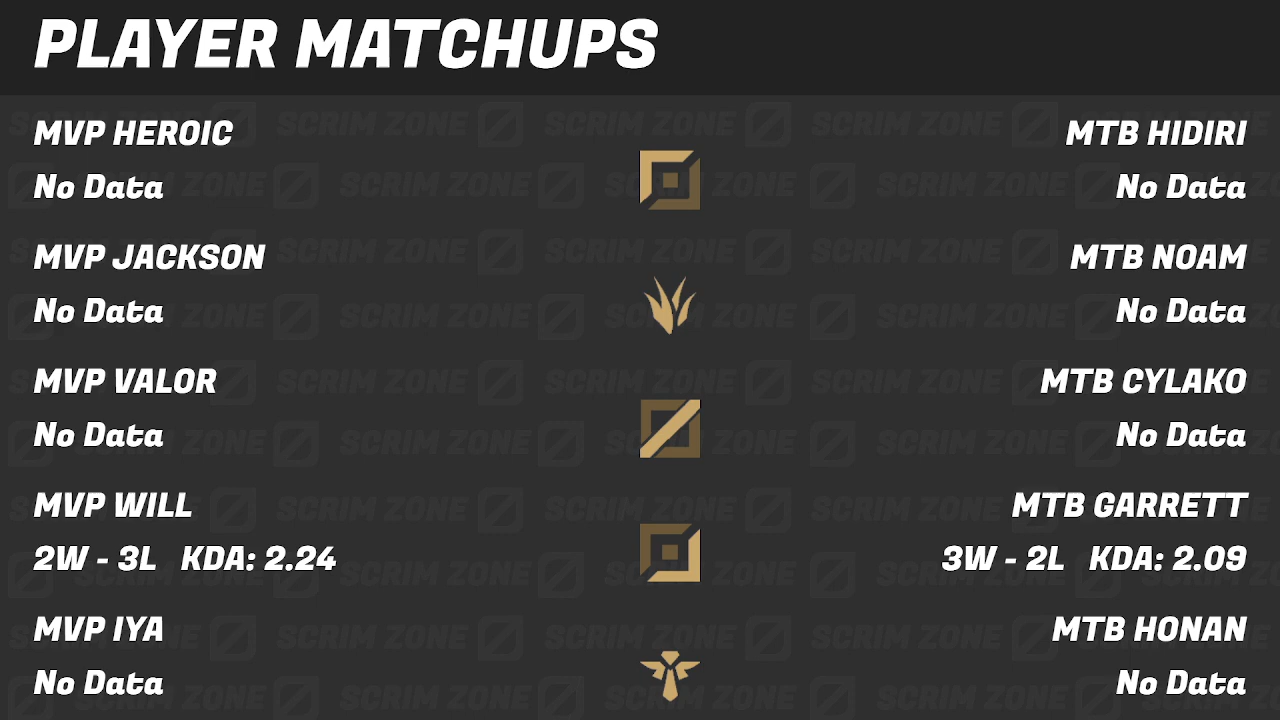 PLAYER MATCHUPS
MVP HEROIC
MTB HIDIRI
No Data
No Data
MVP JACKSON
MTB NOAM
No Data
No Data
MVP VALOR
MTB CYLAKO
No Data
No Data
MVP WILL
MTB GARRETT
2W - 3L KDA: 2.24
3W - 2L KDA: 2.09
MVP IYA
MTB HONAN
No Data
No Data
SCRIM ZONE